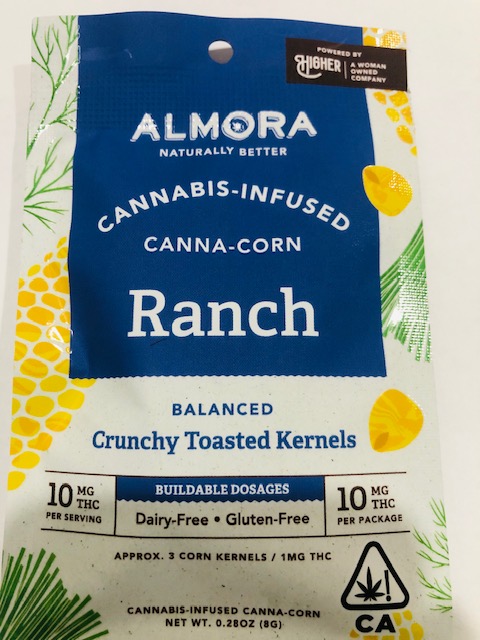 POWERED BY
HIGHER
A WOMAN
OWNED
COMPANY
ALMORA
NATURALLY BETTER
CANNABIS-INFUSED
CANNA-CORN
Ranch
BALANCED
Crunchy Toasted Kernels
10 MG
THC
PER SERVING
BUILDABLE DOSAGES
Dairy-Free • Gluten-Free
10 MG
THC
PER PACKAGE
APPROX. 3 CORN KERNELS / 1MG THC
!
CANNABIS-INFUSED CANNA-CORN
NET WT. 0.28OZ (8G)
CA